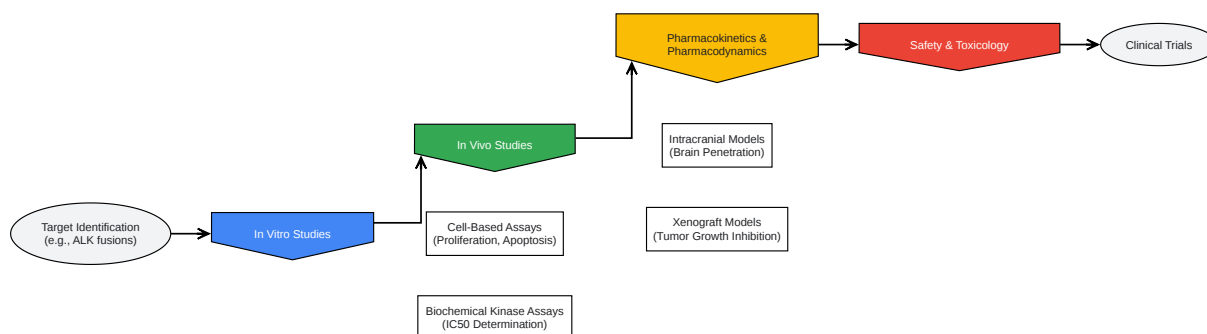 Target Identification
(e.g., ALK fusions)
In Vitro Studies
In Vivo Studies
Pharmacokinetics &
Pharmacodynamics
Safety & Toxicology
Clinical Trials
Cell-Based Assays
(Proliferation, Apoptosis)
Biochemical Kinase Assays
(IC50 Determination)
Intracranial Models
(Brain Penetration)
Xenograft Models
(Tumor Growth Inhibition)